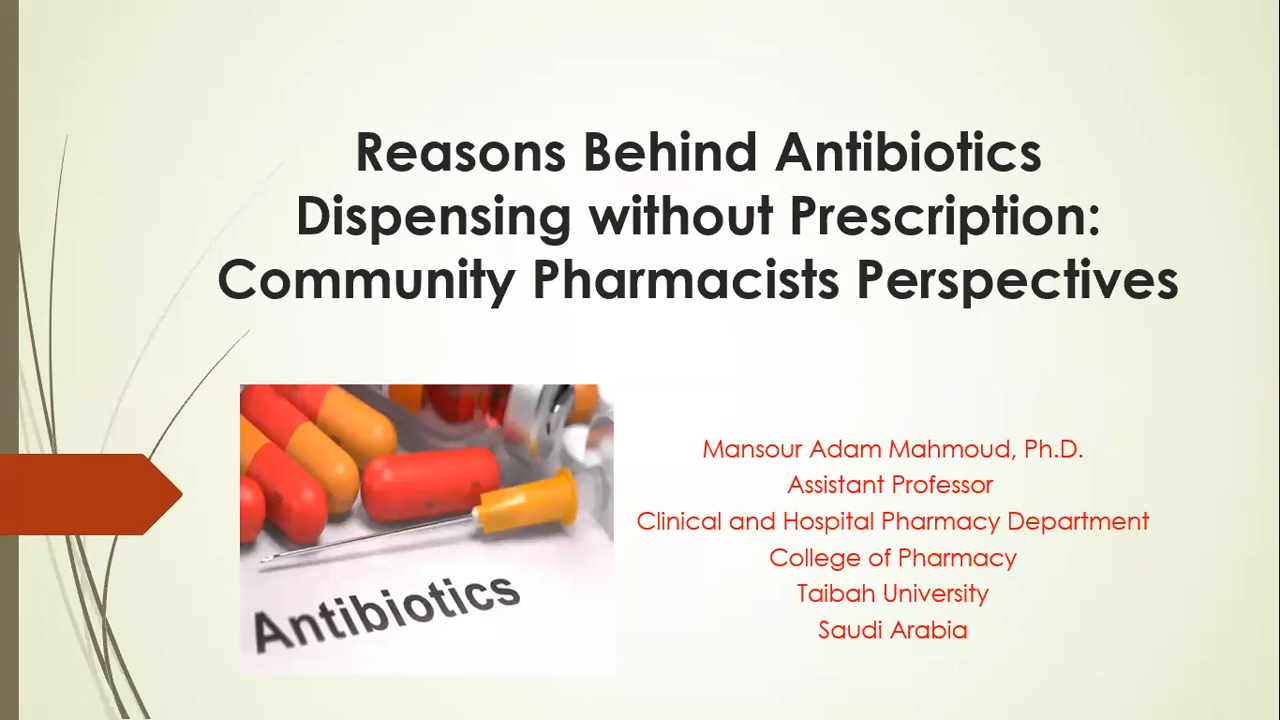 Reasons Behind Antibiotics
Dispensing without Prescription:
Community Pharmacists Perspectives
Antibiotics
Mansour Adam Mahmoud, Ph.D.
Assistant Professor
Clinical and Hospital Pharmacy Department
College of Pharmacy
Taibah University
Saudi Arabia